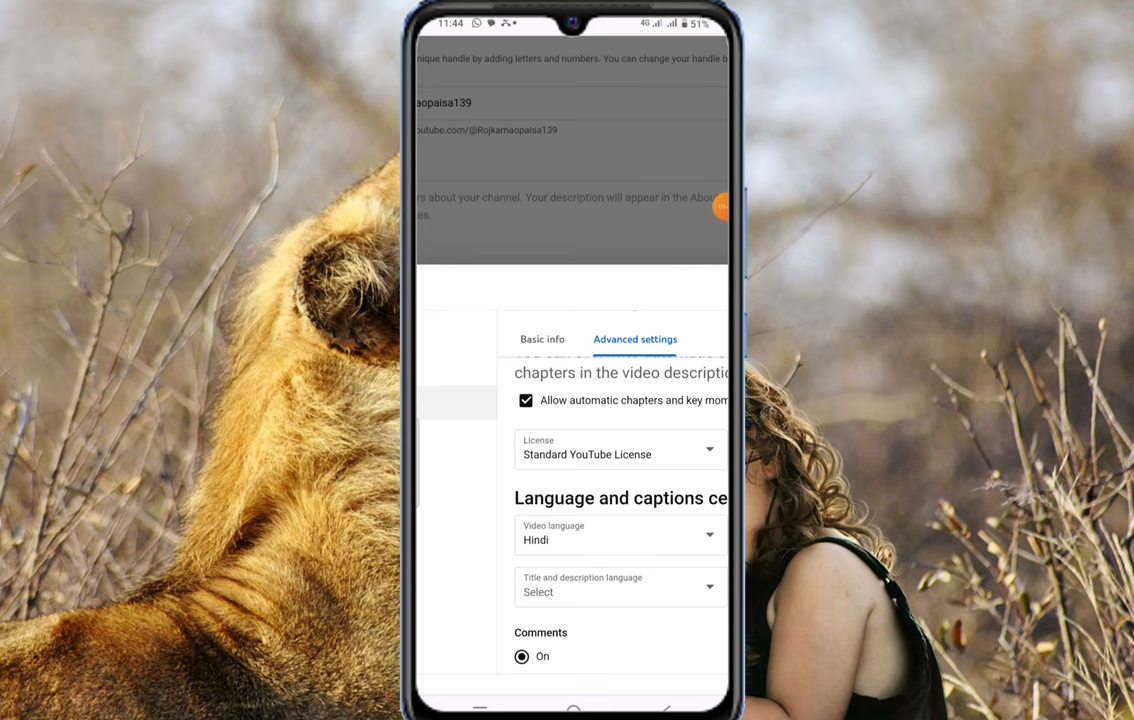 11:44
4G
51%
nique handle by adding letters and numbers. You can change your handle b
aopaisa139
outube.com/@Rojkamaopaisa139
rs about your channel. Your description will appear in the Abou
es.
Basic info
Advanced settings
chapters in the video descriptio
Allow automatic chapters and key mom
License
Standard YouTube License
Language and captions ce
Video language
Hindi
Title and description language
Select
Comments
On